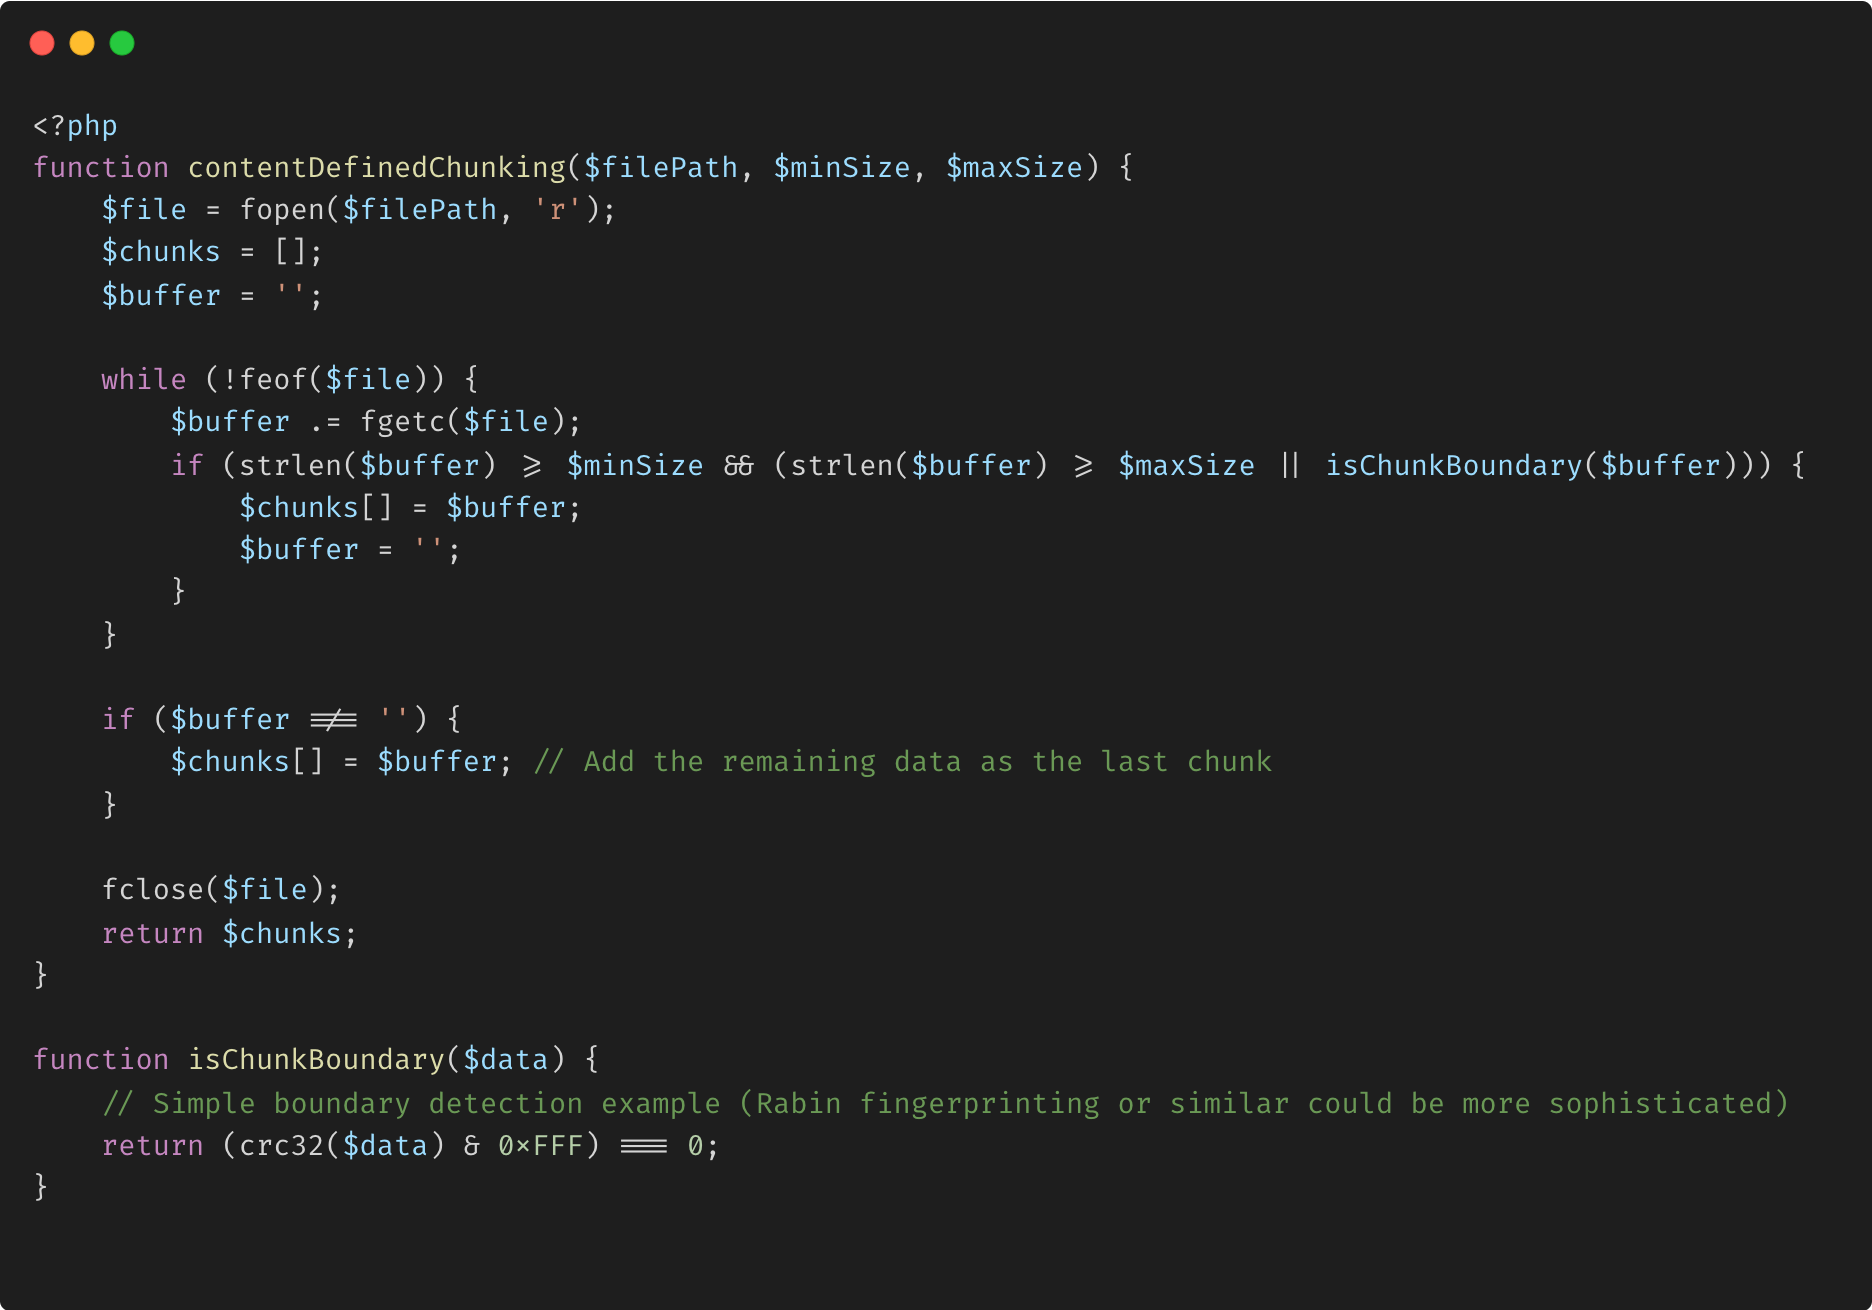 <?php
function contentDefinedChunking($filePath, $minSize, $maxSize) {
    $file = fopen($filePath, 'r');
    $chunks = [];
    $buffer = '';

    while (!feof($file)) {
        $buffer .= fgetc($file);
        if (strlen($buffer) >= $minSize && (strlen($buffer) >= $maxSize || isChunkBoundary($buffer))) {
            $chunks[] = $buffer;
            $buffer = '';
        }
    }

    if ($buffer !== '') {
        $chunks[] = $buffer; // Add the remaining data as the last chunk
    }

    fclose($file);
    return $chunks;
}

function isChunkBoundary($data) {
    // Simple boundary detection example (Rabin fingerprinting or similar could be more sophisticated)
    return (crc32($data) & 0xFFF) === 0;
}